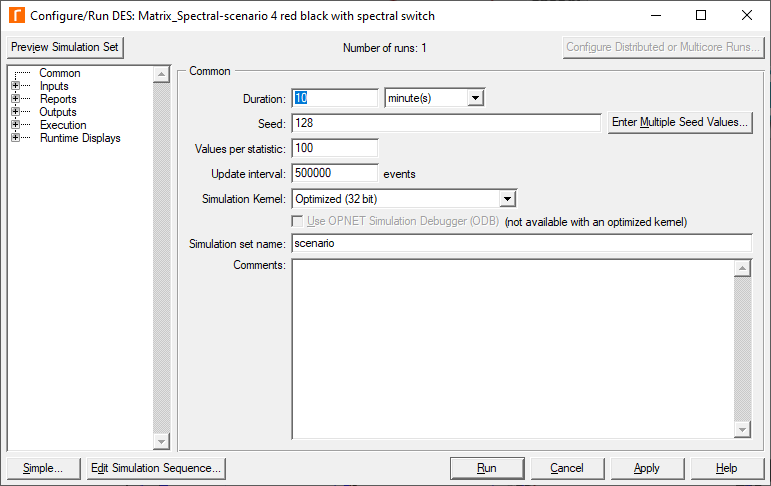 Configure/Run DES: Matrix_Spectral-scenario 4 red black with spectral switch
Preview Simulation Set
Number of runs: 1
Configure Distributed or Multicore Runs...
Common
Inputs
Reports
Outputs
Execution
Runtime Displays
Common
Duration: 10 minute(s)
Seed: 128 Enter Multiple Seed Values...
Values per statistic: 100
Update interval: 500000 events
Simulation Kernel: Optimized (32 bit)
Use OPNET Simulation Debugger (ODB) (not available with an optimized kernel)
Simulation set name: scenario
Comments:
Simple... Edit Simulation Sequence... Run Cancel Apply Help